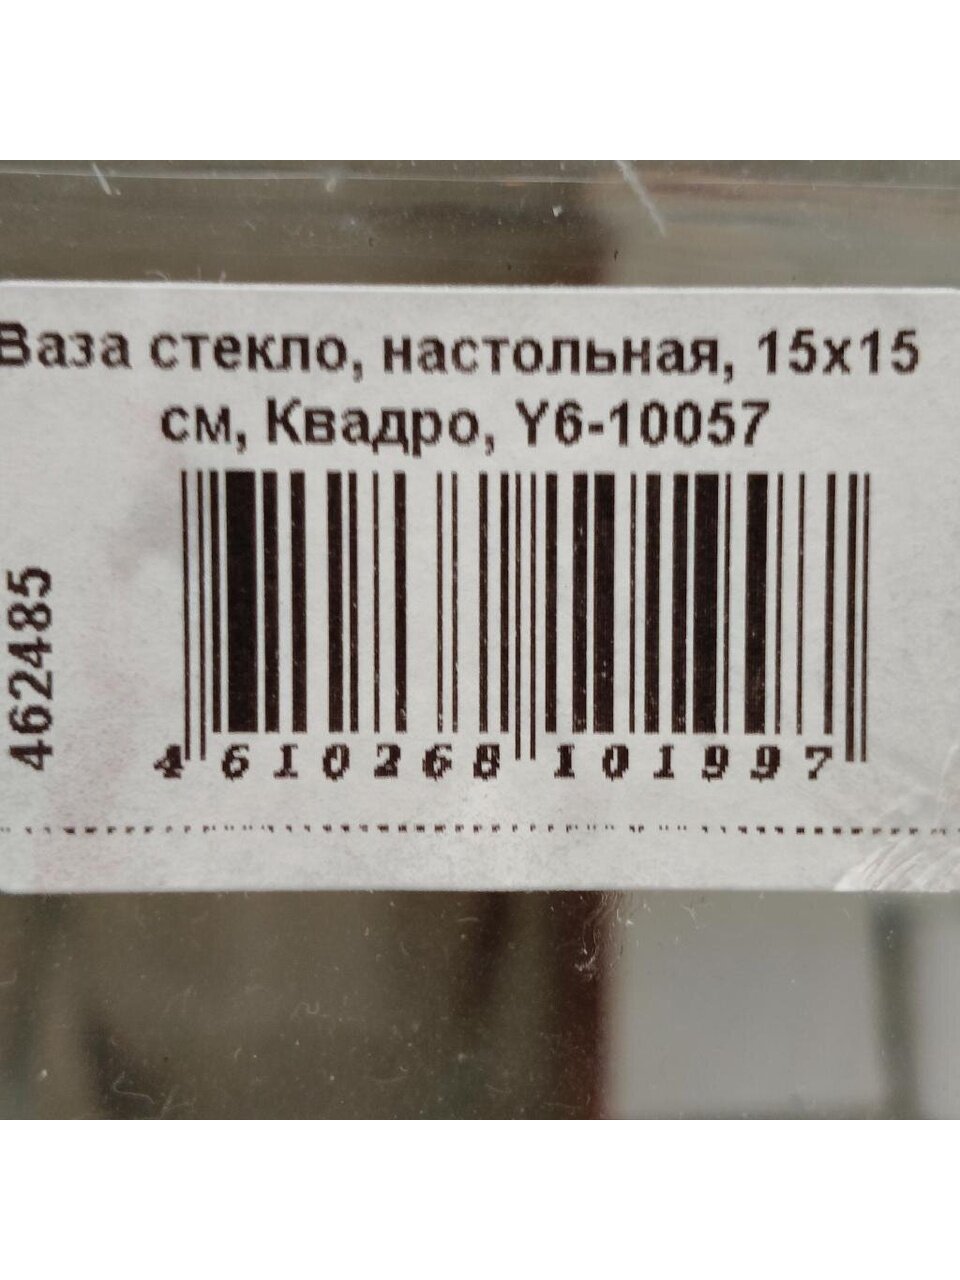 Ваза стекло, настольная, 15х15
см, Квадро, Y6-10057
462485
4 610268 101997